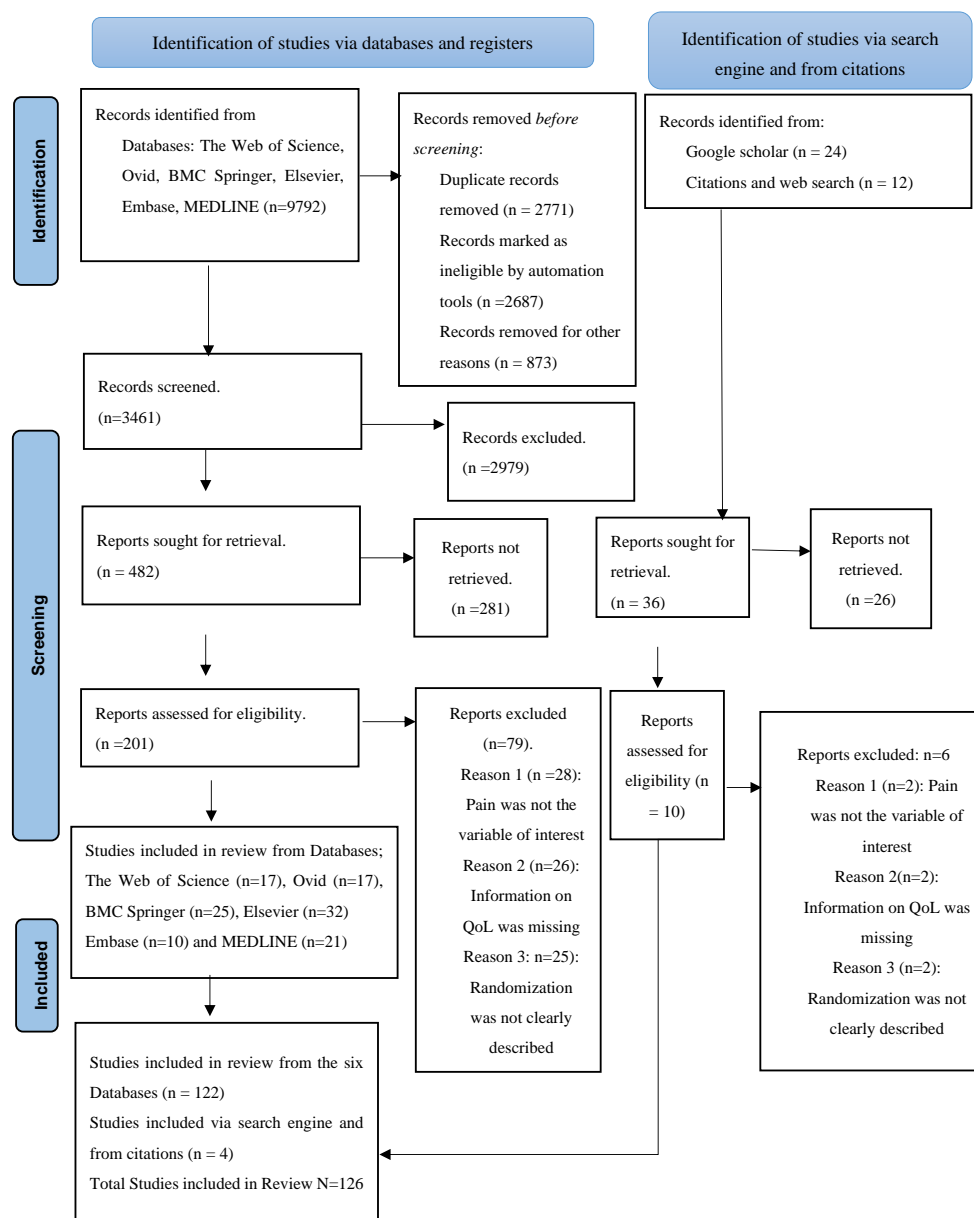 Identification of studies via databases and registers
Identification of studies via search
engine and from citations
Identification
Records identified from
Databases: The Web of Science,
Ovid, BMC Springer, Elsevier,
Embase, MEDLINE (n=9792)
Records removed before
screening:
Duplicate records
removed (n = 2771)
Records marked as
ineligible by automation
tools (n =2687)
Records removed for other
reasons (n = 873)
Records identified from:
Google scholar (n = 24)
Citations and web search (n = 12)
Screening
Records screened.
(n=3461)
Records excluded.
(n =2979)
Reports sought for retrieval.
(n = 482)
Reports not
retrieved.
(n =281)
Reports sought for
retrieval.
(n = 36)
Reports not
retrieved.
(n =26)
Reports assessed for eligibility.
(n =201)
Reports excluded
(n=79).
Reason 1 (n =28):
Pain was not the
variable of interest
Reason 2 (n=26):
Information on
QoL was missing
Reason 3: n=25):
Randomization
was not clearly
described
Reports
assessed for
eligibility (n
= 10)
Reports excluded: n=6
Reason 1 (n=2): Pain
was not the variable of
interest
Reason 2(n=2):
Information on QoL was
missing
Reason 3 (n=2):
Randomization was not
clearly described
Included
Studies included in review from Databases;
The Web of Science (n=17), Ovid (n=17),
BMC Springer (n=25), Elsevier (n=32)
Embase (n=10) and MEDLINE (n=21)
Studies included in review from the six
Databases (n = 122)
Studies included via search engine and
from citations (n = 4)
Total Studies included in Review N=126